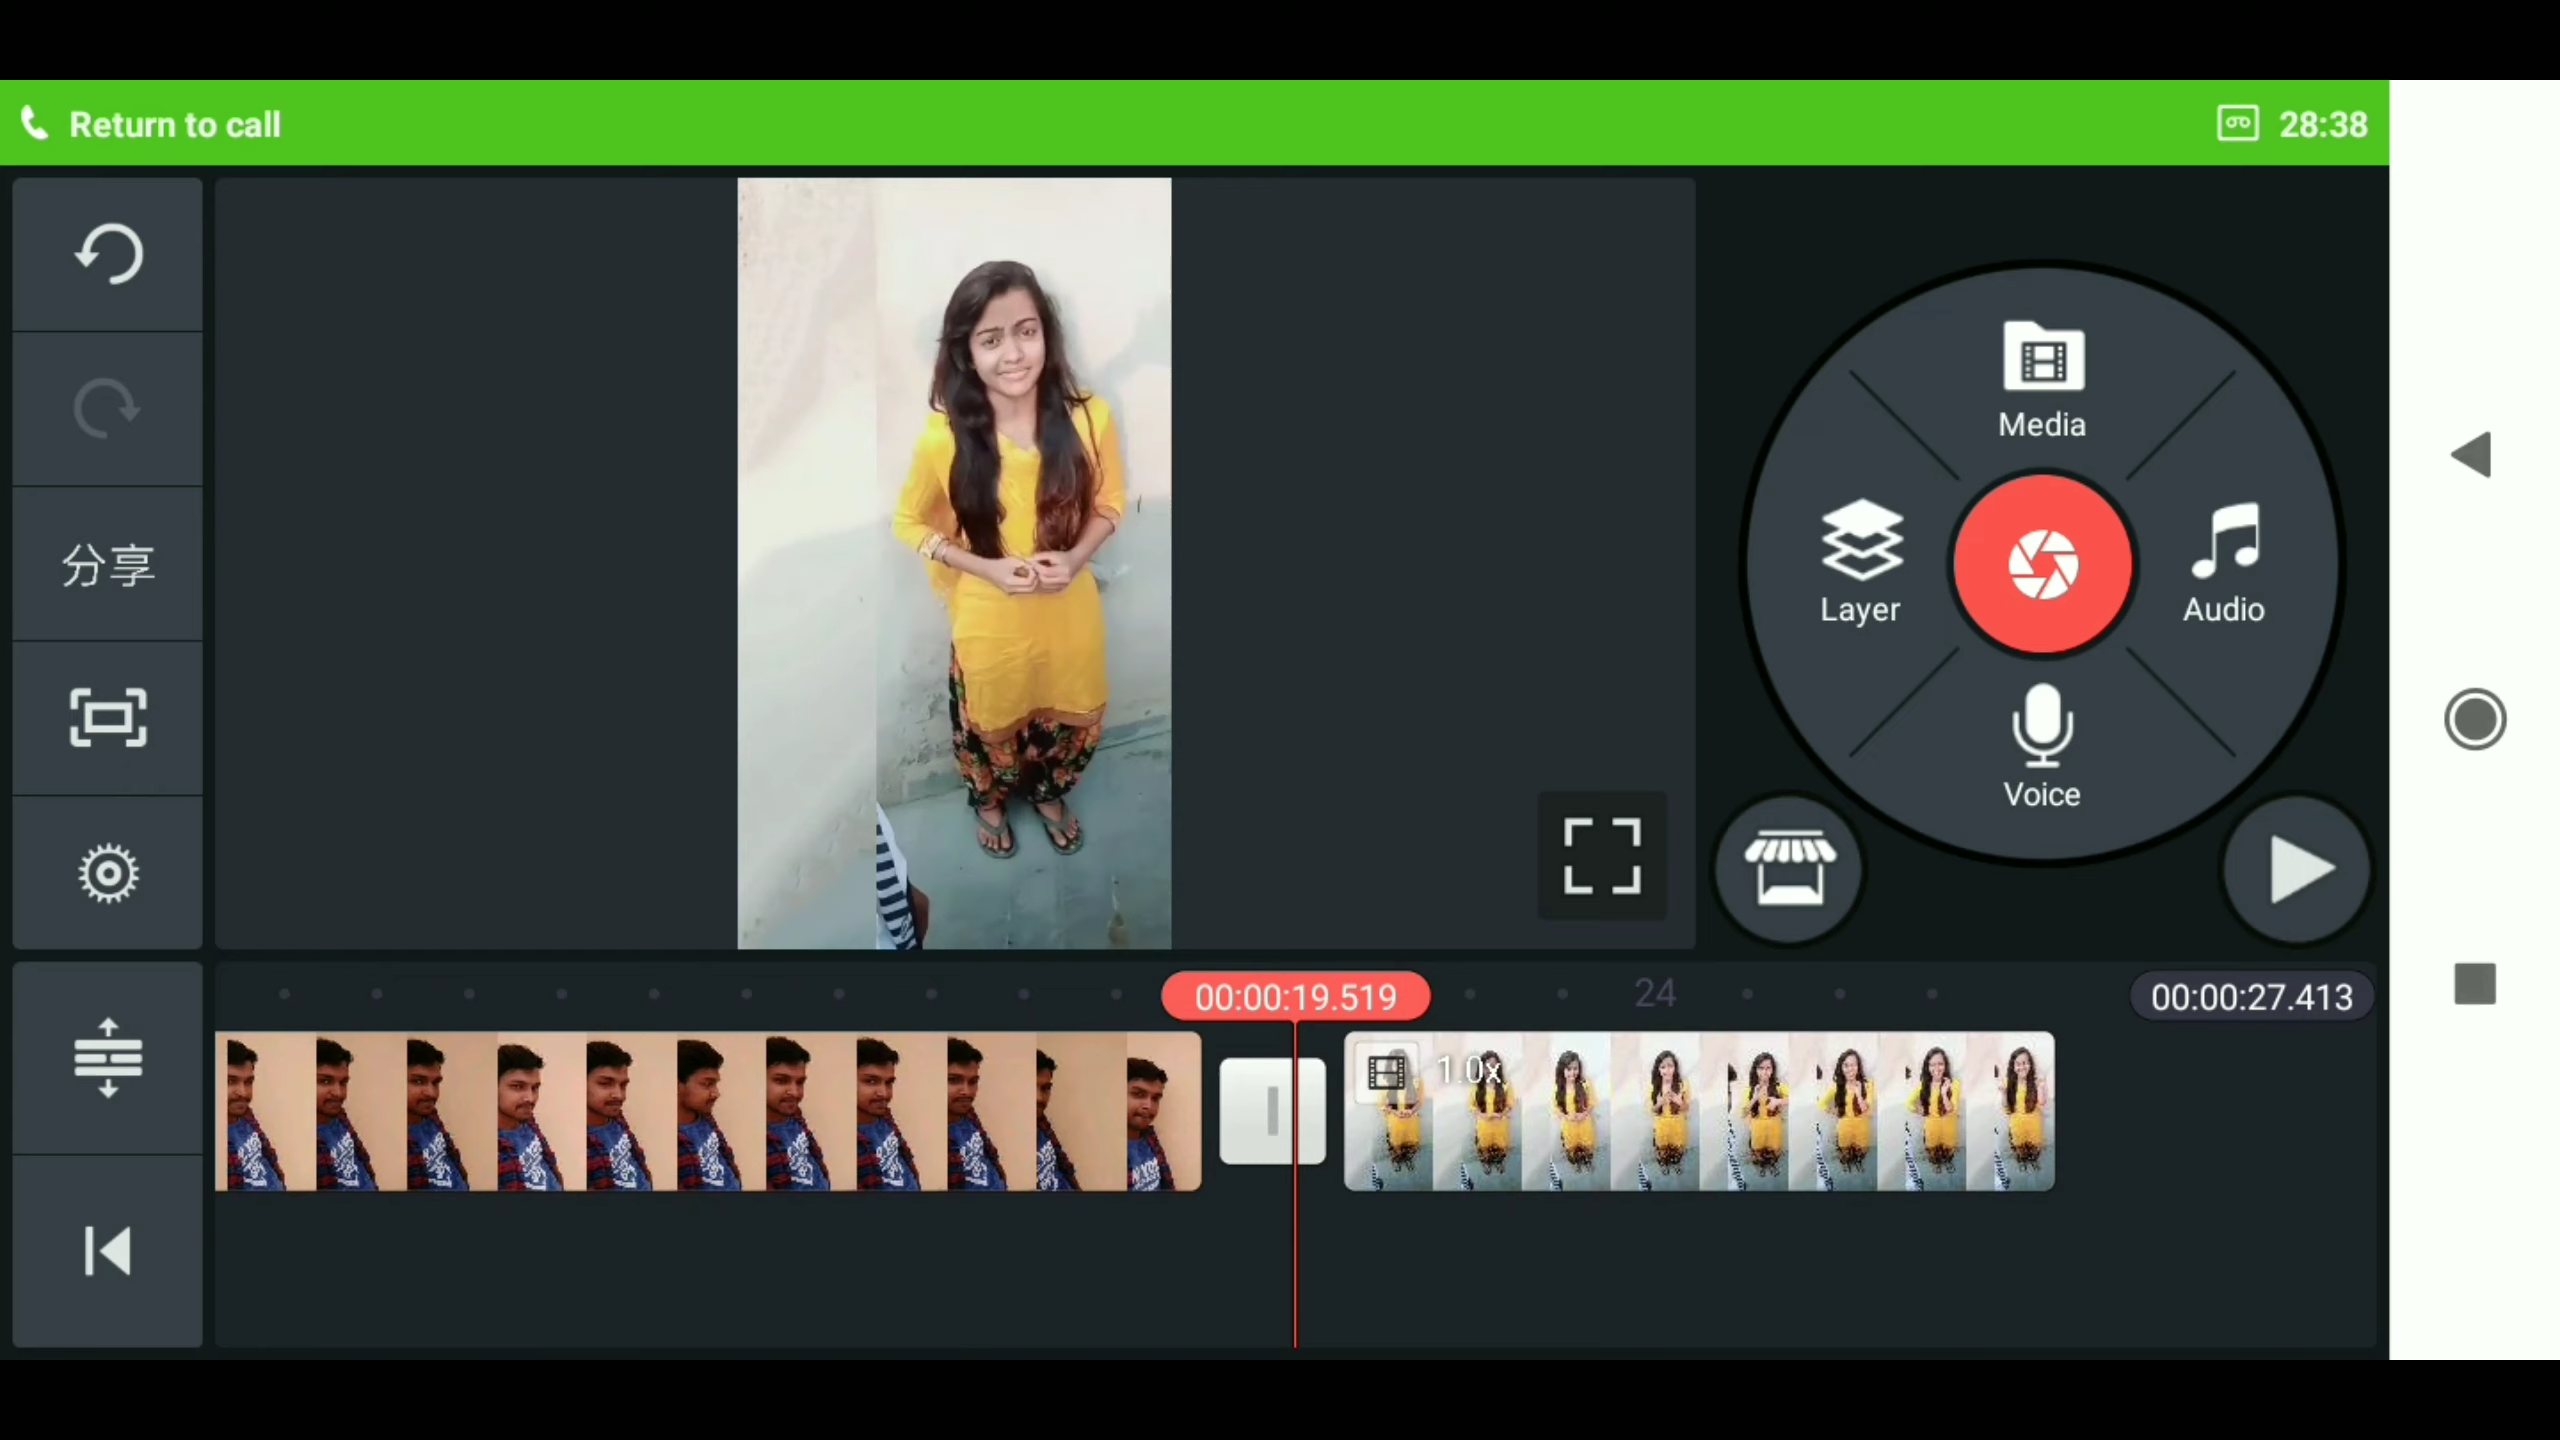 Return to call
28:38
分享
Media
Layer
Audio
Voice
00:00:19.519
24
00:00:27.413
1.0x